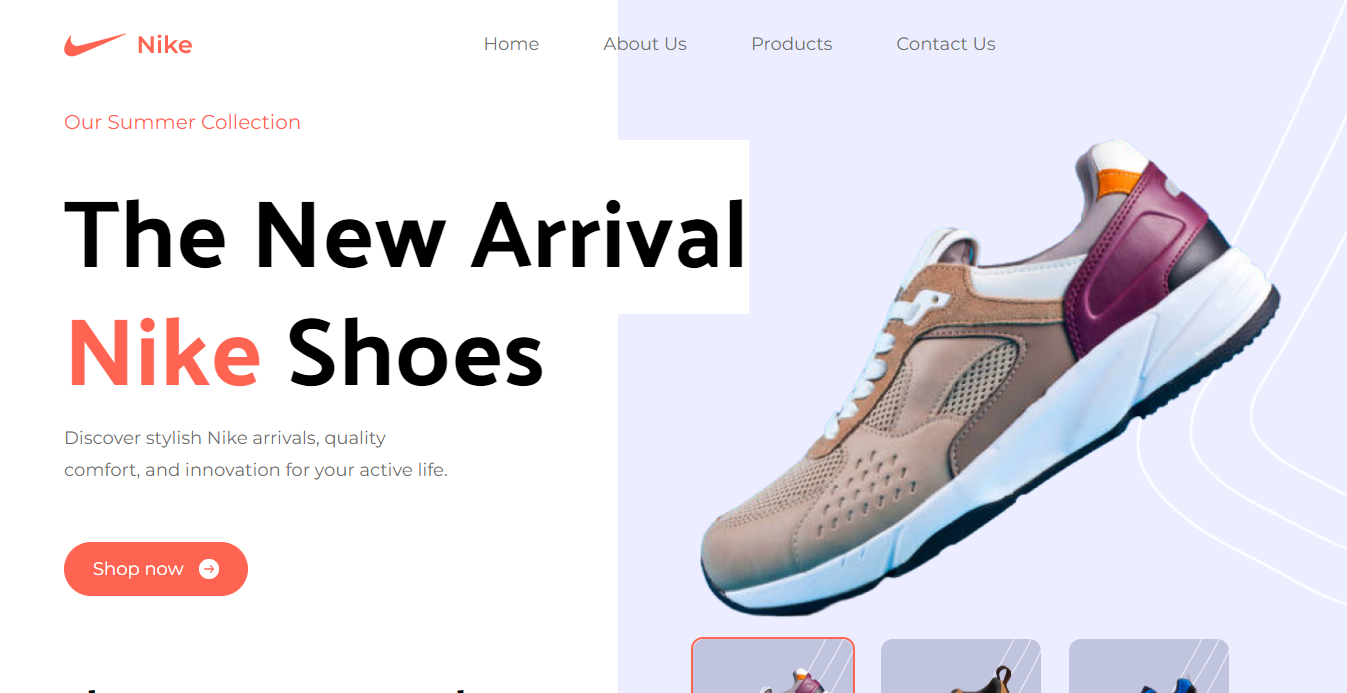 Nike
Home About Us Products Contact Us
Our Summer Collection
The New Arrival
Nike Shoes
Discover stylish Nike arrivals, quality
comfort, and innovation for your active life.
Shop now